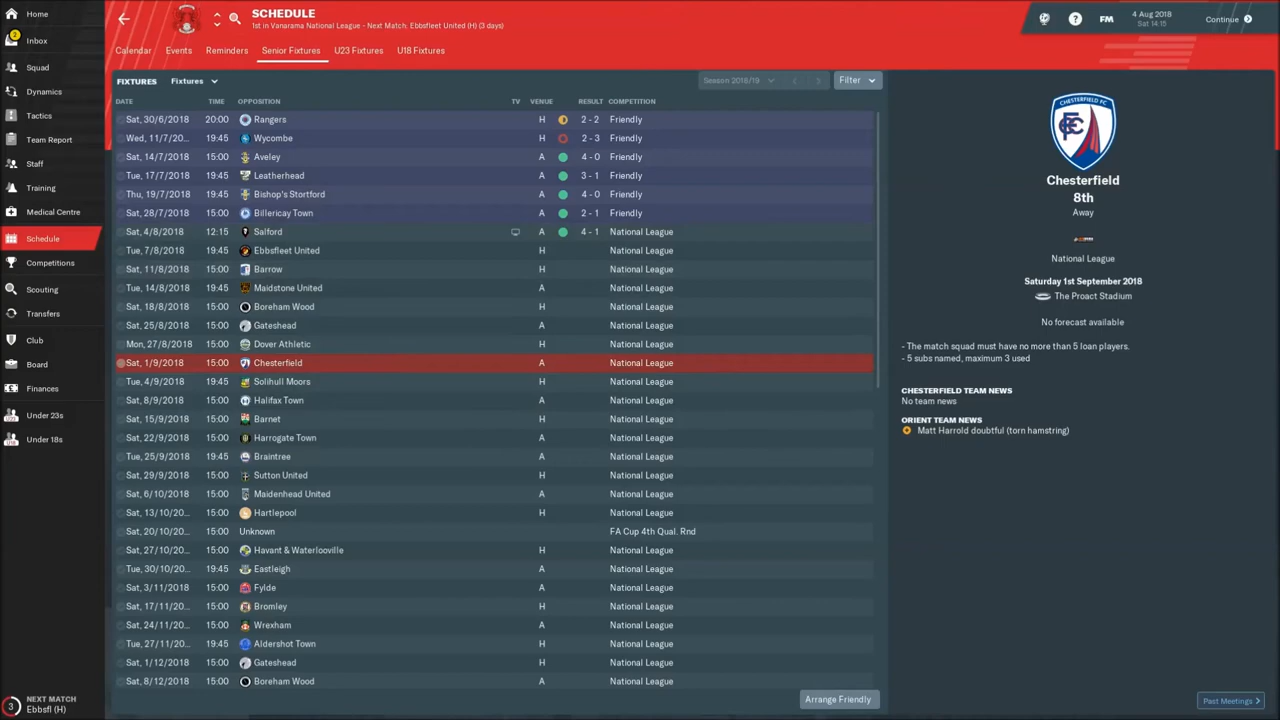 Home
2
Inbox
Squad
Dynamics
Tactics
Team Report
Staff
Training
Medical Centre
Schedule
Competitions
Scouting
Transfers
Club
Board
Finances
Under 23s
Under 18s
3
NEXT MATCH
Ebbsfl (H)
SCHEDULE
1st in Vanarama National League - Next Match, Ebbsfleet United (H) (3 days)
? FM
4 Aug 2018
Sat 14:15
Continue
Calendar Events Reminders Senior Fixtures U23 Fixtures U18 Fixtures
FIXTURES Fixtures Season 2018/19 Filter
DATE TIME OPPOSITION TV VENUE RESULT COMPETITION
Sat, 30/6/2018 20:00 Rangers H 2 - 2 Friendly
Wed, 11/7/20... 19:45 Wycombe H 2 - 3 Friendly
Sat, 14/7/2018 15:00 Aveley A 4 - 0 Friendly
Tue, 17/7/2018 19:45 Leatherhead A 3 - 1 Friendly
Thu, 19/7/2018 19:45 Bishop's Stortford A 4 - 0 Friendly
Sat, 28/7/2018 15:00 Billericay Town A 2 - 1 Friendly
Sat, 4/8/2018 12:15 Salford A 4 - 1 National League
Tue, 7/8/2018 19:45 Ebbsfleet United H National League
Sat, 11/8/2018 15:00 Barrow H National League
Tue, 14/8/2018 19:45 Maidstone United A National League
Sat, 18/8/2018 15:00 Boreham Wood H National League
Sat, 25/8/2018 15:00 Gateshead A National League
Mon, 27/8/2018 15:00 Dover Athletic H National League
Sat, 1/9/2018 15:00 Chesterfield A National League
Tue, 4/9/2018 19:45 Solihull Moors H National League
Sat, 8/9/2018 15:00 Halifax Town A National League
Sat, 15/9/2018 15:00 Barnet H National League
Sat, 22/9/2018 15:00 Harrogate Town A National League
Tue, 25/9/2018 19:45 Braintree A National League
Sat, 29/9/2018 15:00 Sutton United H National League
Sat, 6/10/2018 15:00 Maidenhead United A National League
Sat, 13/10/20... 15:00 Hartlepool H National League
Sat, 20/10/20... 15:00 Unknown FA Cup 4th Qual. Rnd
Sat, 27/10/20... 15:00 Havant & Waterlooville H National League
Tue, 30/10/20... 19:45 Eastleigh A National League
Sat, 3/11/2018 15:00 Fylde A National League
Sat, 17/11/20... 15:00 Bromley H National League
Sat, 24/11/20... 15:00 Wrexham A National League
Tue, 27/11/20... 19:45 Aldershot Town H National League
Sat, 1/12/2018 15:00 Gateshead H National League
Sat, 8/12/2018 15:00 Boreham Wood A National League
Arrange Friendly
CHESTERFIELD FC
Chesterfield
8th
Away
National League
Saturday 1st September 2018
The Proact Stadium
No forecast available
- The match squad must have no more than 5 loan players.
- 5 subs named, maximum 3 used
CHESTERFIELD TEAM NEWS
No team news
ORIENT TEAM NEWS
Matt Harrold doubtful (torn hamstring)
Past Meetings